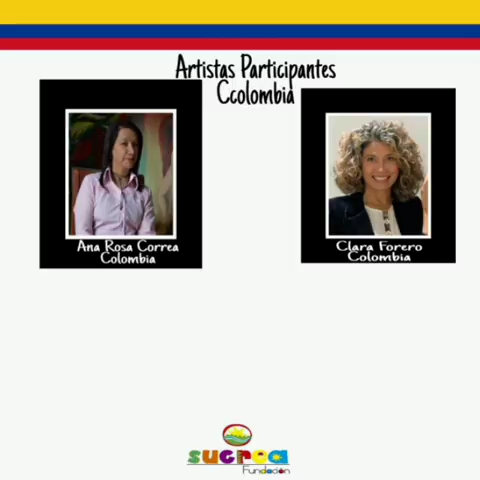 Artistas Participantes
Ccolombia
Ana Rosa Correa
Colombia
Clara Forero
Colombia
sucrea
Fundación